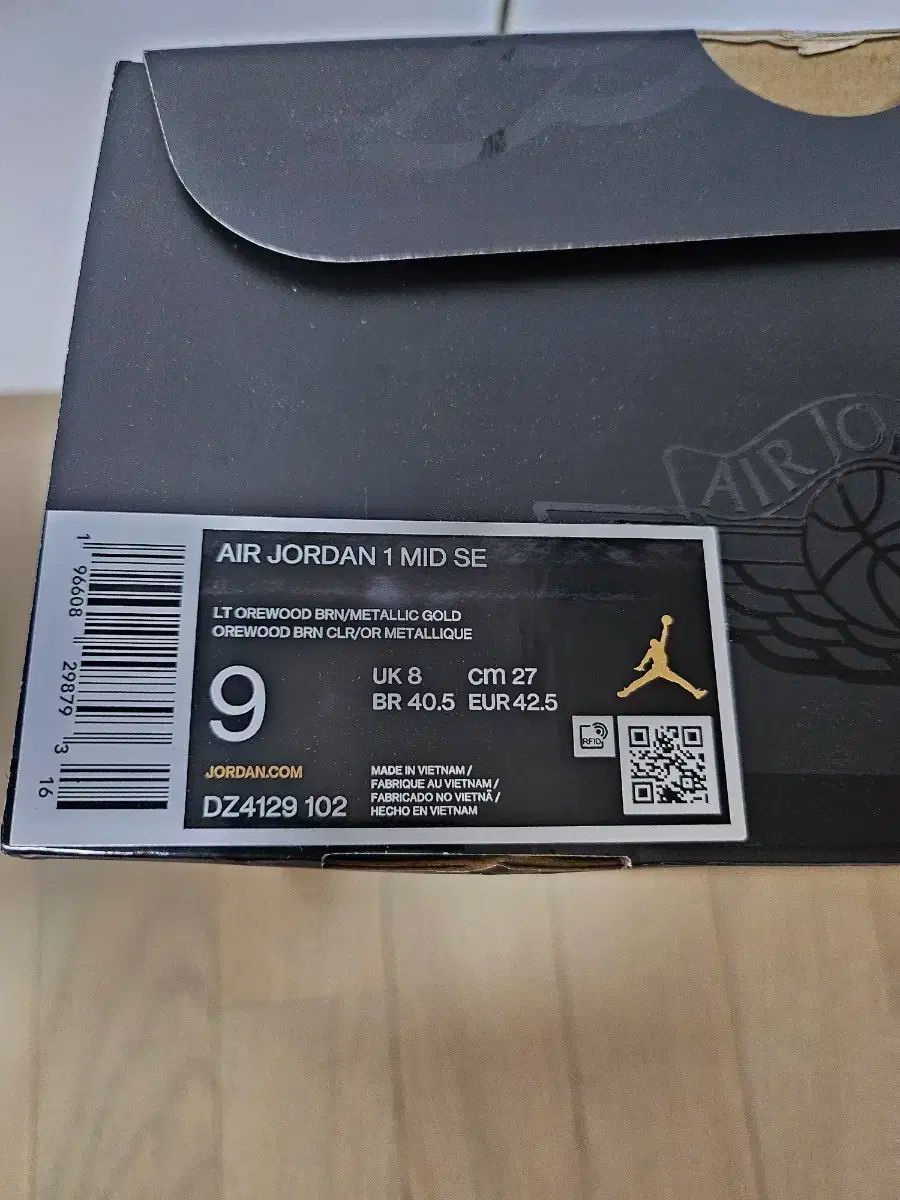 AIR JO
AIR JORDAN 1 MID SE
LT OREWOOD BRN/METALLIC GOLD
OREWOOD BRN CLR/OR METALLIQUE
9
UK 8 cm 27
BR 40.5 EUR 42.5
RFID
JORDAN.COM
DZ4129 102
MADE IN VIETNAM /
FABRIQUE AU VIETNAM /
FABRICADO NO VIETNÃ /
HECHO EN VIETNAM
1 96608 29879 3 16